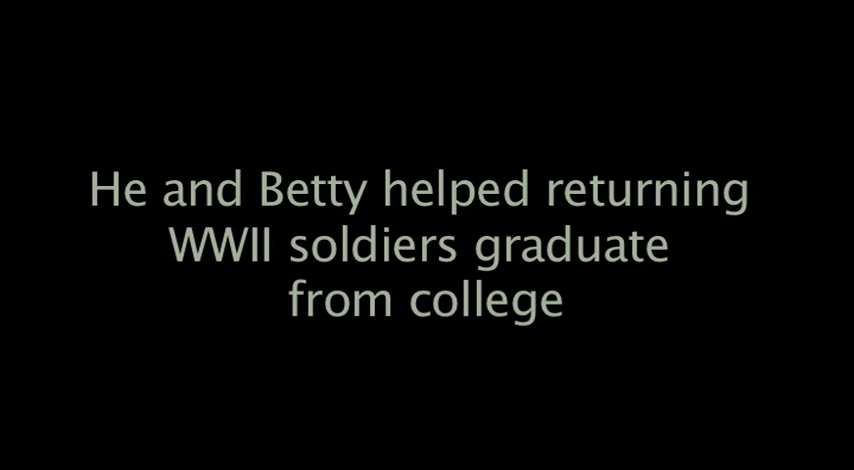 He and Betty helped returning
WWII soldiers graduate
from college